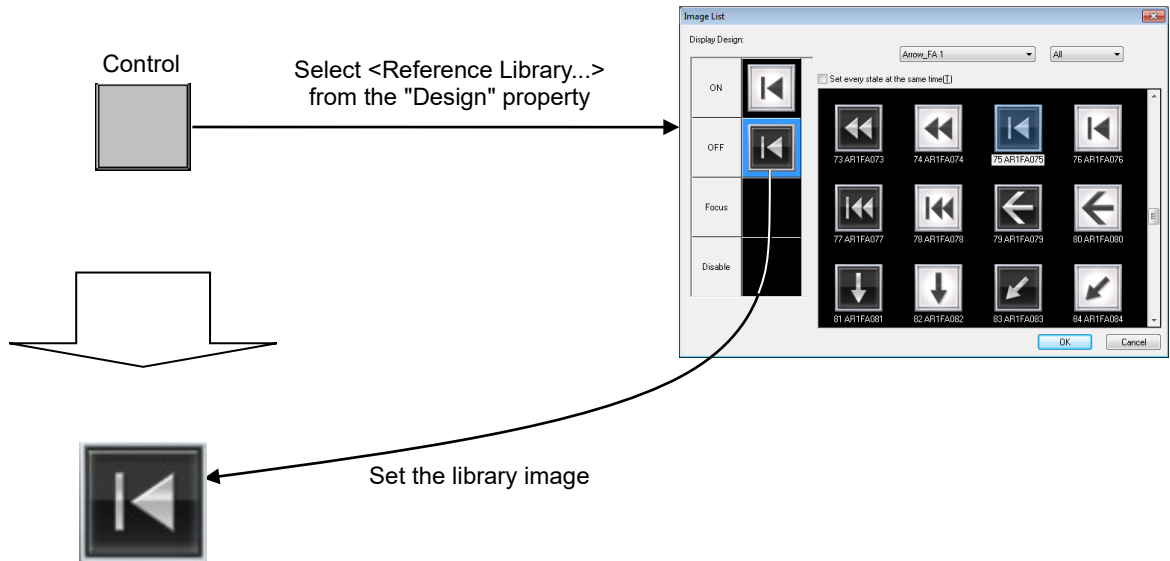 Control
Select <Reference Library...>
from the "Design" property
Image List
Display Design:
Arrow_FA 1
All
Set every state at the same time[T]
ON
OFF
Focus
Disable
73 AR1FA073
74 AR1FA074
75 AR1FA075
76 AR1FA076
77 AR1FA077
78 AR1FA078
79 AR1FA079
80 AR1FA080
81 AR1FA081
82 AR1FA082
83 AR1FA083
84 AR1FA084
OK
Cancel
Set the library image